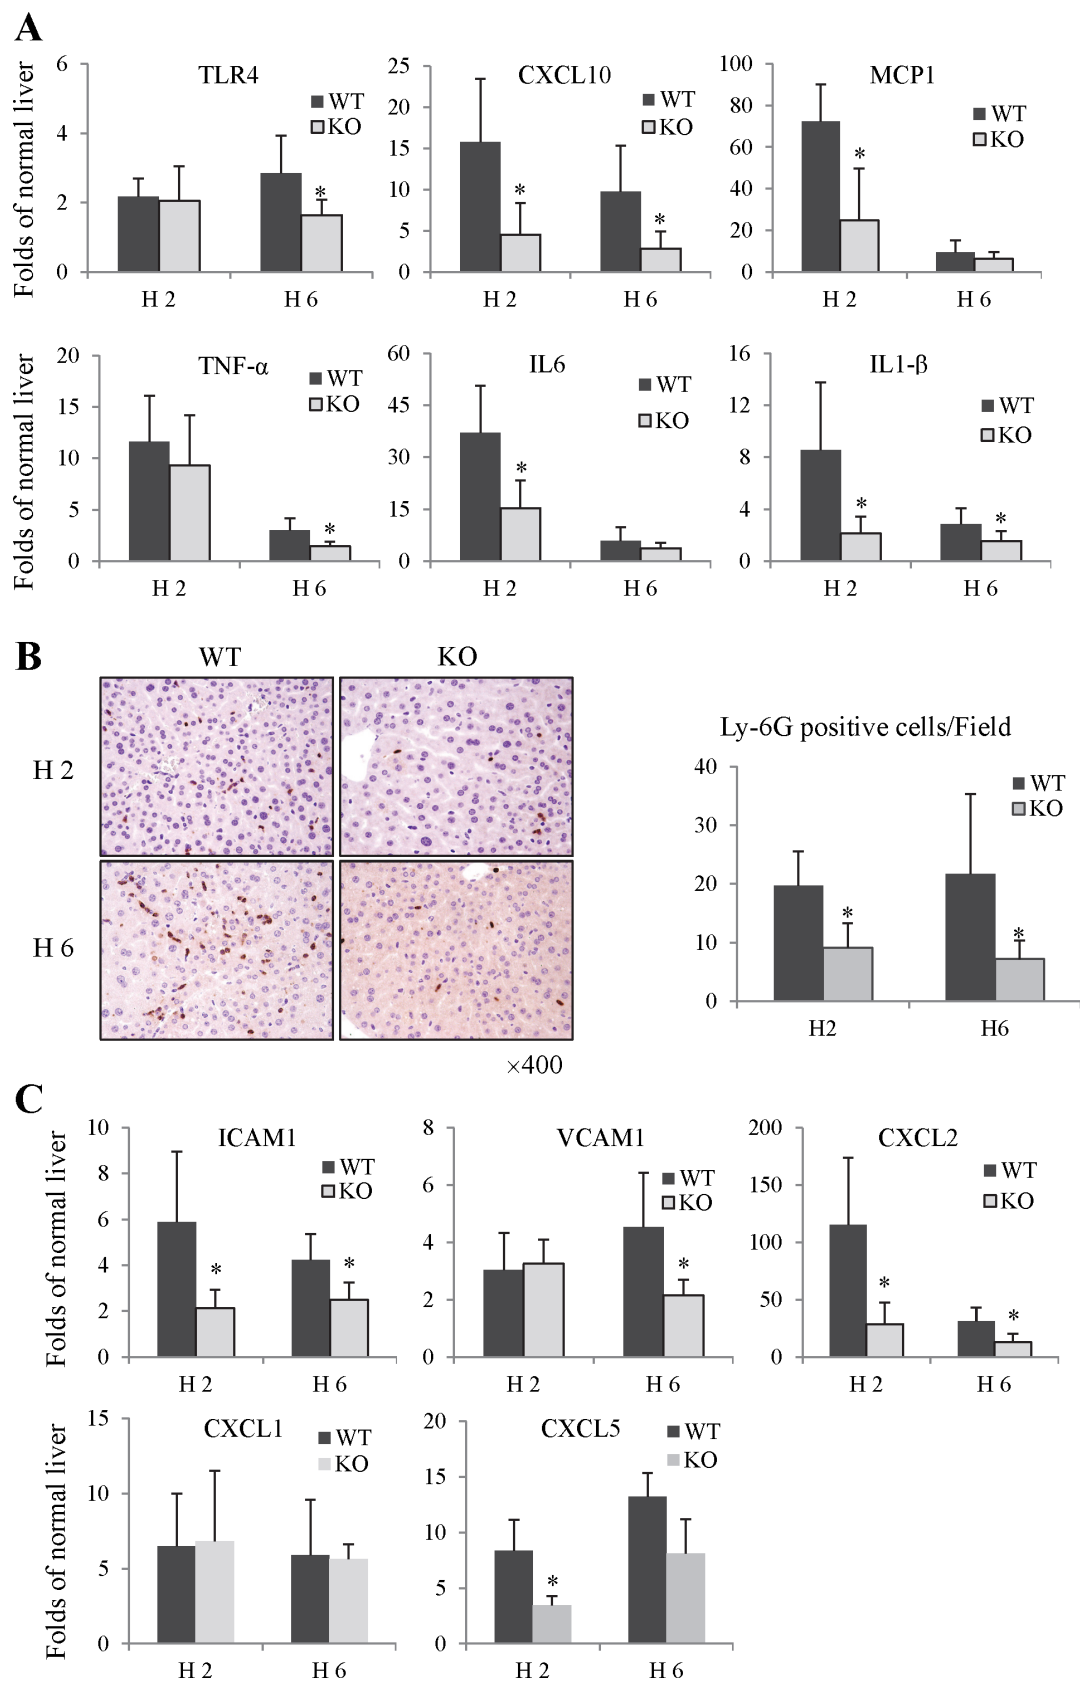 A
Folds of normal liver
TLR4
WT
KO
6
4
2
0
H 2
H 6
CXCL10
WT
KO
25
20
15
10
5
0
*
*
*
H 2
H 6
MCP1
WT
KO
100
80
60
40
20
0
*
H 2
H 6
Folds of normal liver
TNF-α
WT
KO
20
15
10
5
0
*
H 2
H 6
IL6
WT
KO
60
45
30
15
0
*
H 2
H 6
IL1-β
WT
KO
16
12
8
4
0
*
*
H 2
H 6
B
WT
KO
H 2
H 6
×400
Ly-6G positive cells/Field
WT
KO
40
30
20
10
0
*
*
H2
H6
C
Folds of normal liver
ICAM1
WT
KO
10
8
6
4
2
0
*
*
H 2
H 6
VCAM1
WT
KO
8
6
4
2
0
*
H 2
H 6
CXCL2
WT
KO
200
150
100
50
0
*
*
H 2
H 6
Folds of normal liver
CXCL1
WT
KO
15
10
5
0
H 2
H 6
CXCL5
WT
KO
20
15
10
5
0
*
H 2
H 6